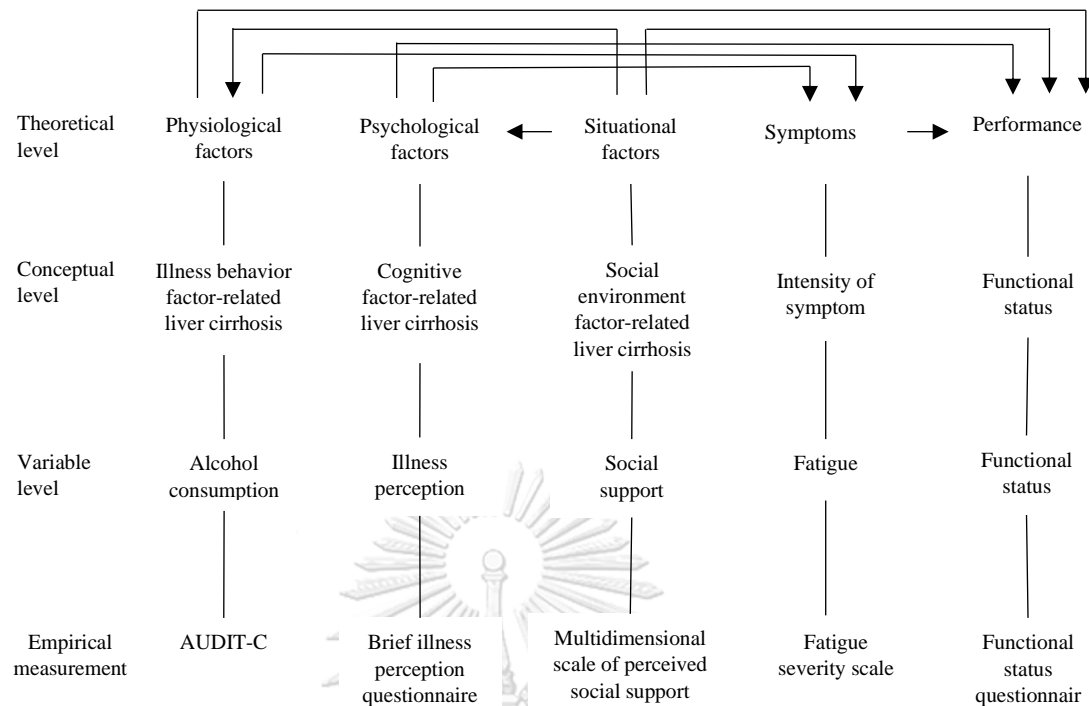 Theoretical
level
Physiological
factors
Psychological
factors
Situational
factors
Symptoms
Performance
Conceptual
level
Illness behavior
factor-related
liver cirrhosis
Cognitive
factor-related
liver cirrhosis
Social
environment
factor-related
liver cirrhosis
Intensity of
symptom
Functional
status
Variable
level
Alcohol
consumption
Illness
perception
Social
support
Fatigue
Functional
status
Empirical
measurement
AUDIT-C
Brief illness
perception
questionnaire
Multidimensional
scale of perceived
social support
Fatigue
severity scale
Functional
status
questionnair